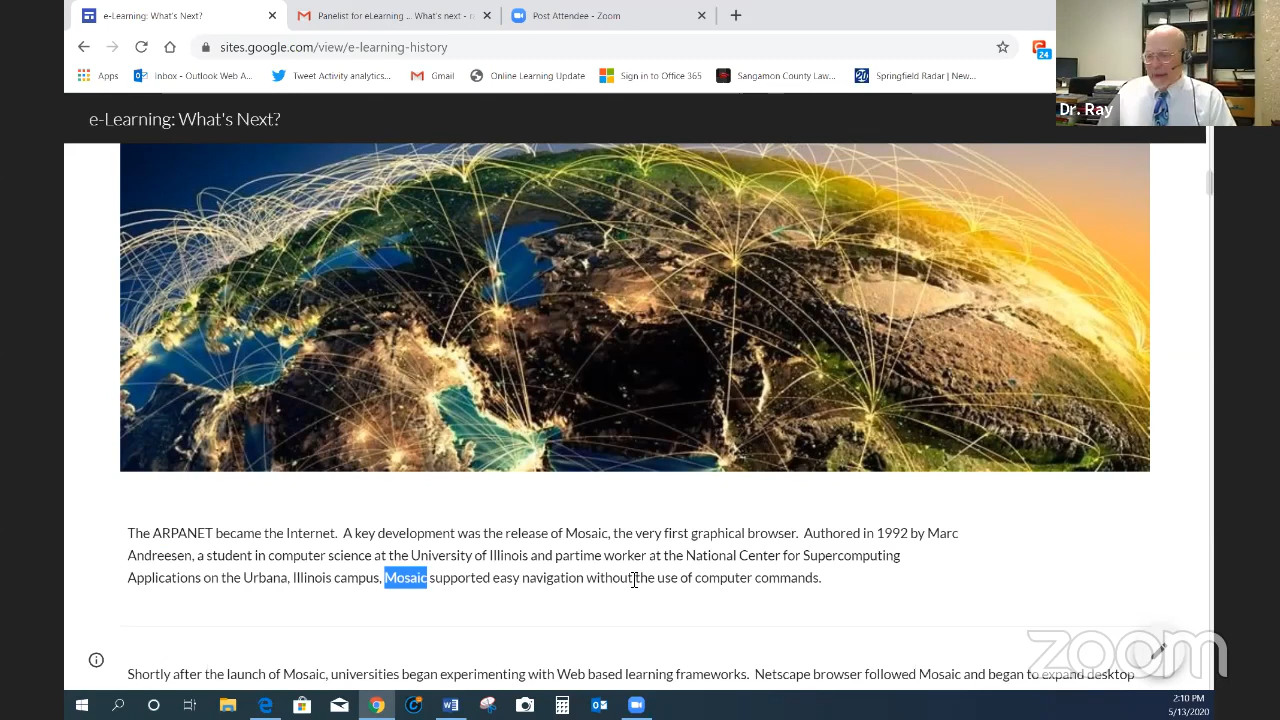 e-Learning: What's Next?
Panelist for eLearning ... What's next -
Post Attendee - Zoom
sites.google.com/view/e-learning-history
24
Apps
Inbox - Outlook Web A...
Tweet Activity analytics...
Gmail
Online Learning Update
Sign in to Office 365
Sangamon County Law...
20
Springfield Radar | New...
Dr. Ray
e-Learning: What's Next?
The ARPANET became the Internet. A key development was the release of Mosaic, the very first graphical browser. Authored in 1992 by Marc
Andreesen, a student in computer science at the University of Illinois and partime worker at the National Center for Supercomputing
Applications on the Urbana, Illinois campus, Mosaic supported easy navigation without the use of computer commands.
Shortly after the launch of Mosaic, universities began experimenting with Web based learning frameworks. Netscape browser followed Mosaic and began to expand desktop
zoom
2:10 PM
5/13/2020